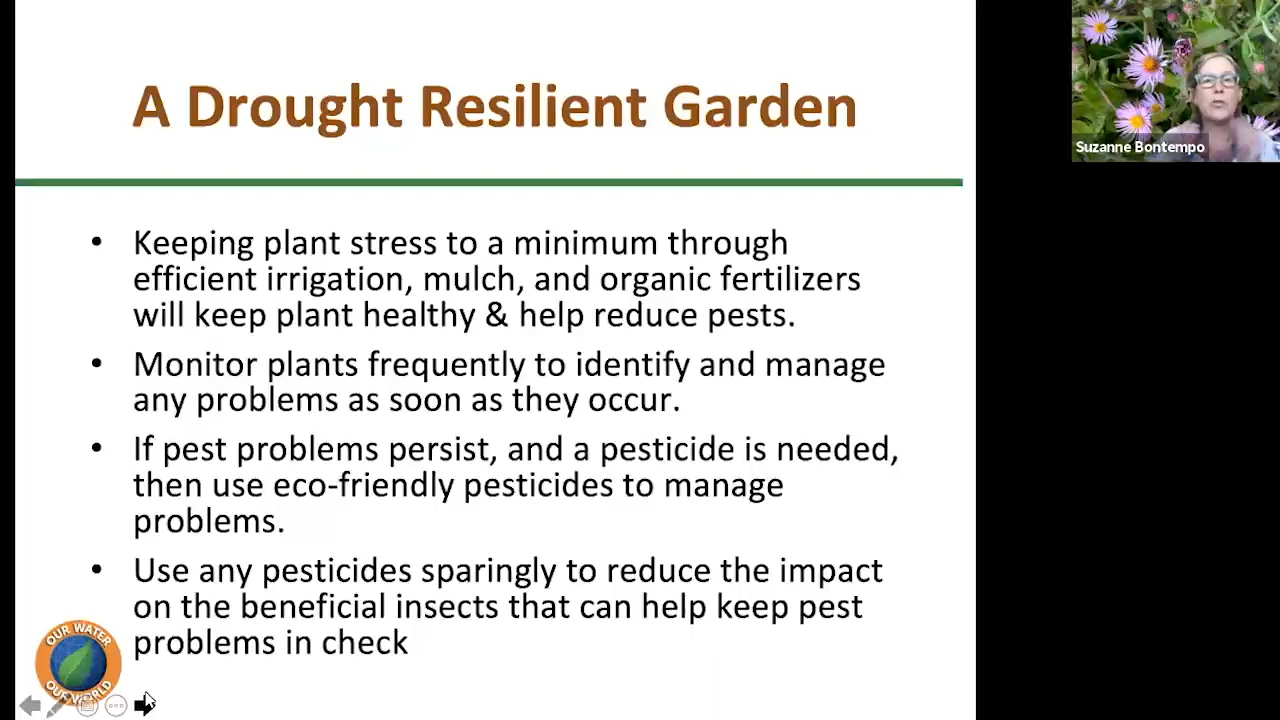 A Drought Resilient Garden
Suzanne Bontempo
• Keeping plant stress to a minimum through
efficient irrigation, mulch, and organic fertilizers
will keep plant healthy & help reduce pests.
• Monitor plants frequently to identify and manage
any problems as soon as they occur.
• If pest problems persist, and a pesticide is needed,
then use eco-friendly pesticides to manage
problems.
• Use any pesticides sparingly to reduce the impact
on the beneficial insects that can help keep pest
problems in check
OUR WATER
OUR WORLD